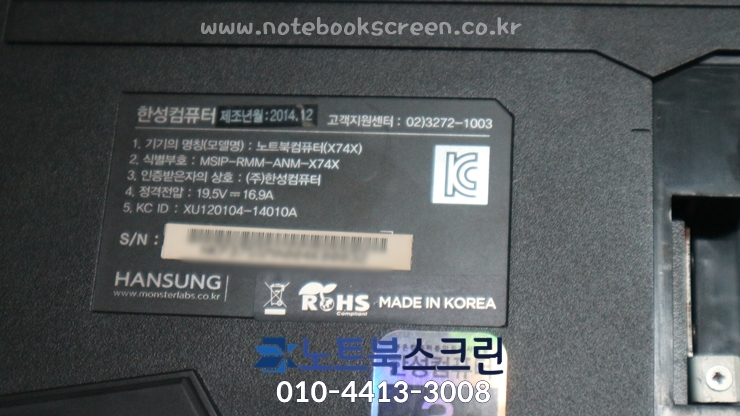 www.notebookscreen.co.kr
한성컴퓨터 제조년월:2014.12 고객지원센터 : 02)3272-1003
1. 기기의 명칭(모델명) : 노트북컴퓨터(X74X)
2. 식별부호 : MSIP-RMM-ANM-X74X
3. 인증받은자의 상호 : (주)한성컴퓨터
4. 정격전압 : 19.5V 16.9A
5. KC ID : XU120104-14010A
S/N :
HANSUNG
www.monsterlabs.co.kr
RoHS
Compliant
MADE IN KOREA
노트북스크린
010-4413-3008